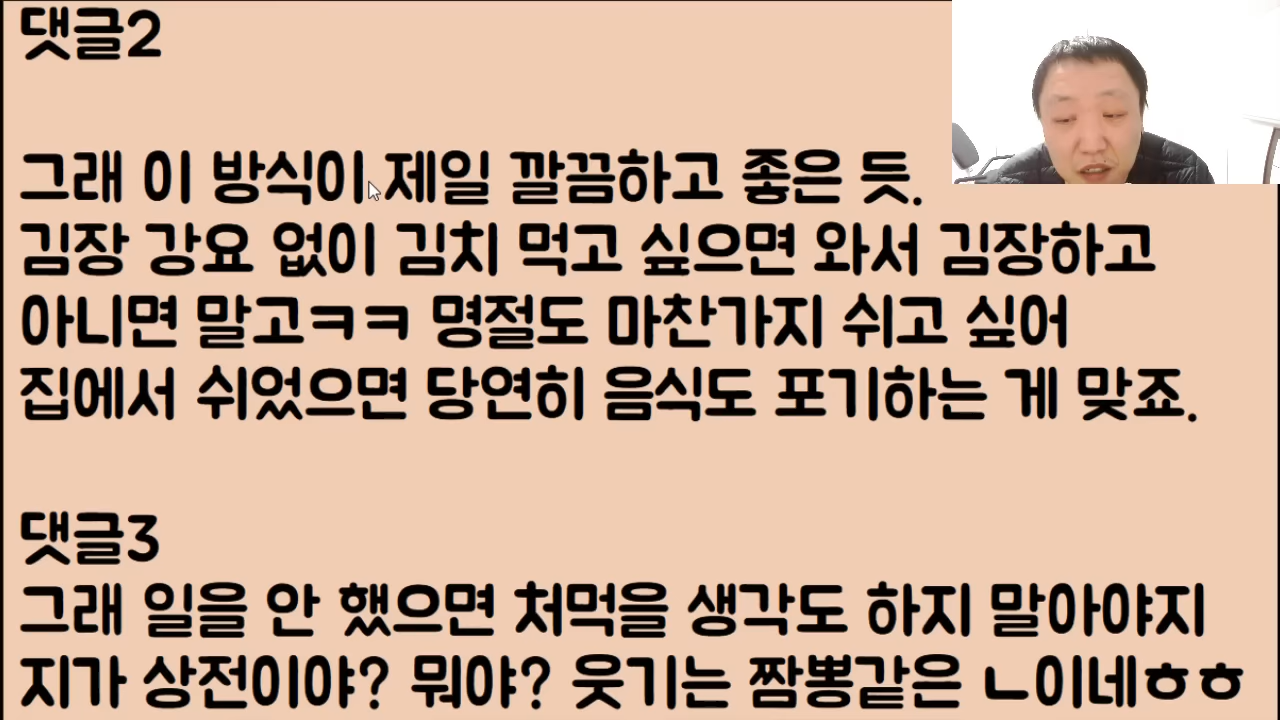 댓글2
그래 이 방식이 제일 깔끔하고 좋은 듯.
김장 강요 없이 김치 먹고 싶으면 와서 김장하고
아니면 말고ㅋㅋ 명절도 마찬가지 쉬고 싶어
집에서 쉬었으면 당연히 음식도 포기하는 게 맞죠.
댓글3
그래 일을 안 했으면 처먹을 생각도 하지 말아야지
지가 상전이야? 뭐야? 웃기는 짬뽕같은 ㄴ이네ㅎㅎ